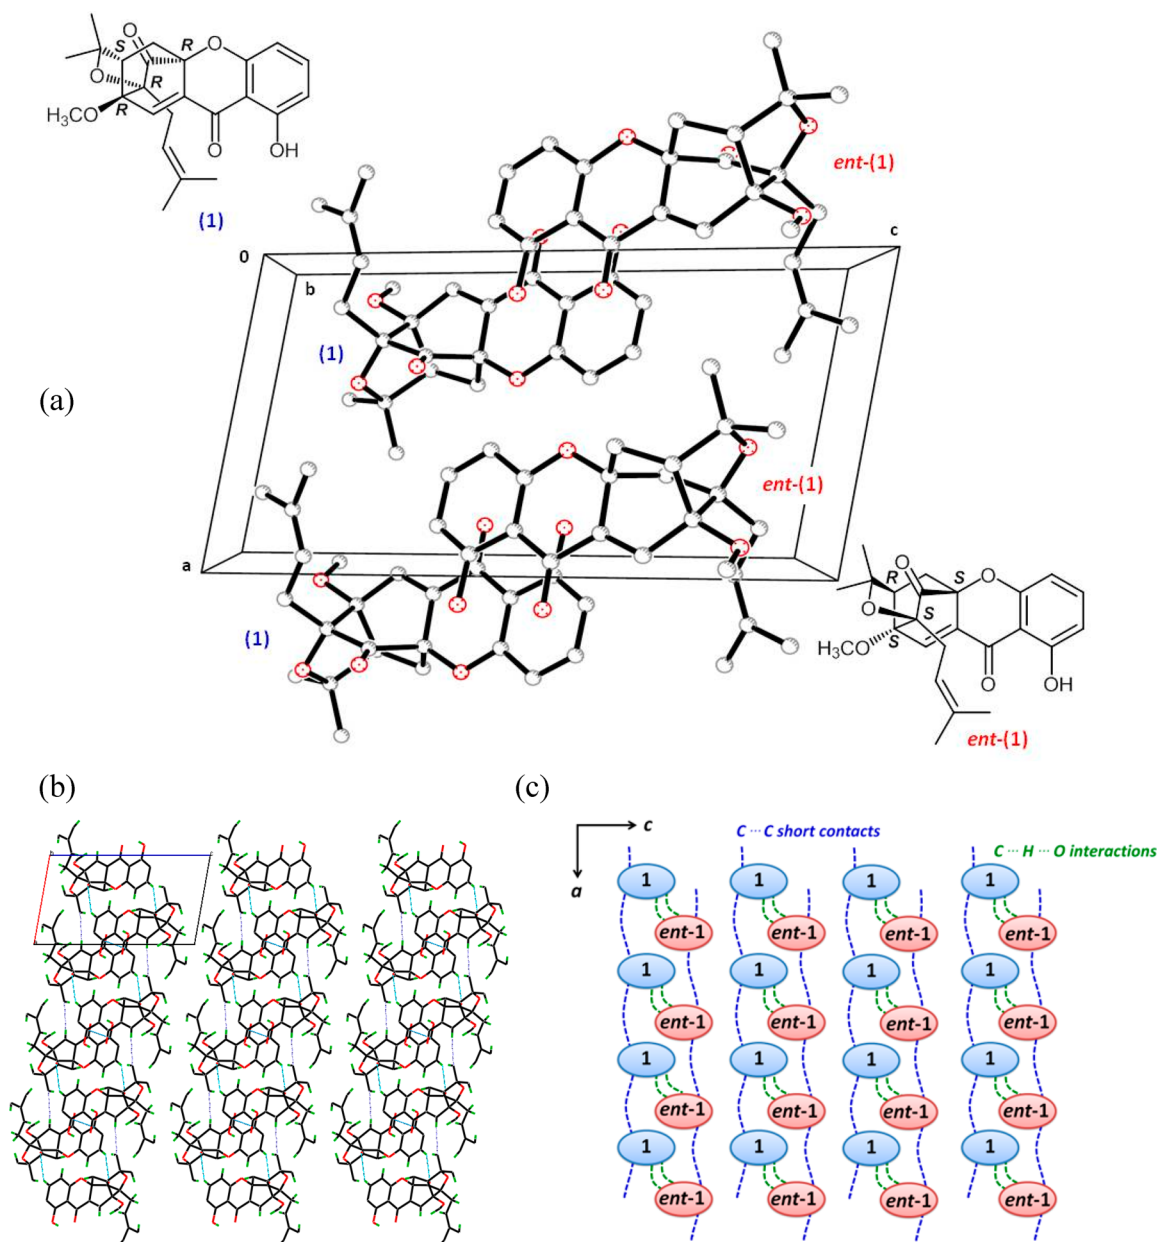 O
S
R
O
O
R
R
H₃CO
O
OH
(1)
ent-(1)
0
b
c
(1)
(a)
ent-(1)
a
(1)
R
O
S
O
O
S
S
H₃CO
O
OH
ent-(1)
(b)
(c)
c
a
C ··· C short contacts
C ··· H ··· O interactions
1 1 1 1
ent-1 ent-1 ent-1 ent-1
1 1 1 1
ent-1 ent-1 ent-1 ent-1
1 1 1 1
ent-1 ent-1 ent-1 ent-1
1 1 1 1
ent-1 ent-1 ent-1 ent-1